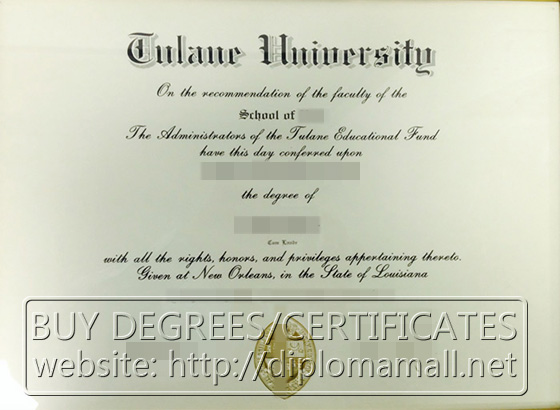 Tulane University
On the recommendation of the faculty of the
School of
The Administrators of the Tulane Educational Fund
have this day conferred upon
the degree of
Cum Laude
with all the rights, honors, and privileges appertaining thereto.
Given at New Orleans, in the State of Louisiana
BUY DEGREES/CERTIFICATES
website: http://diplomamall.net